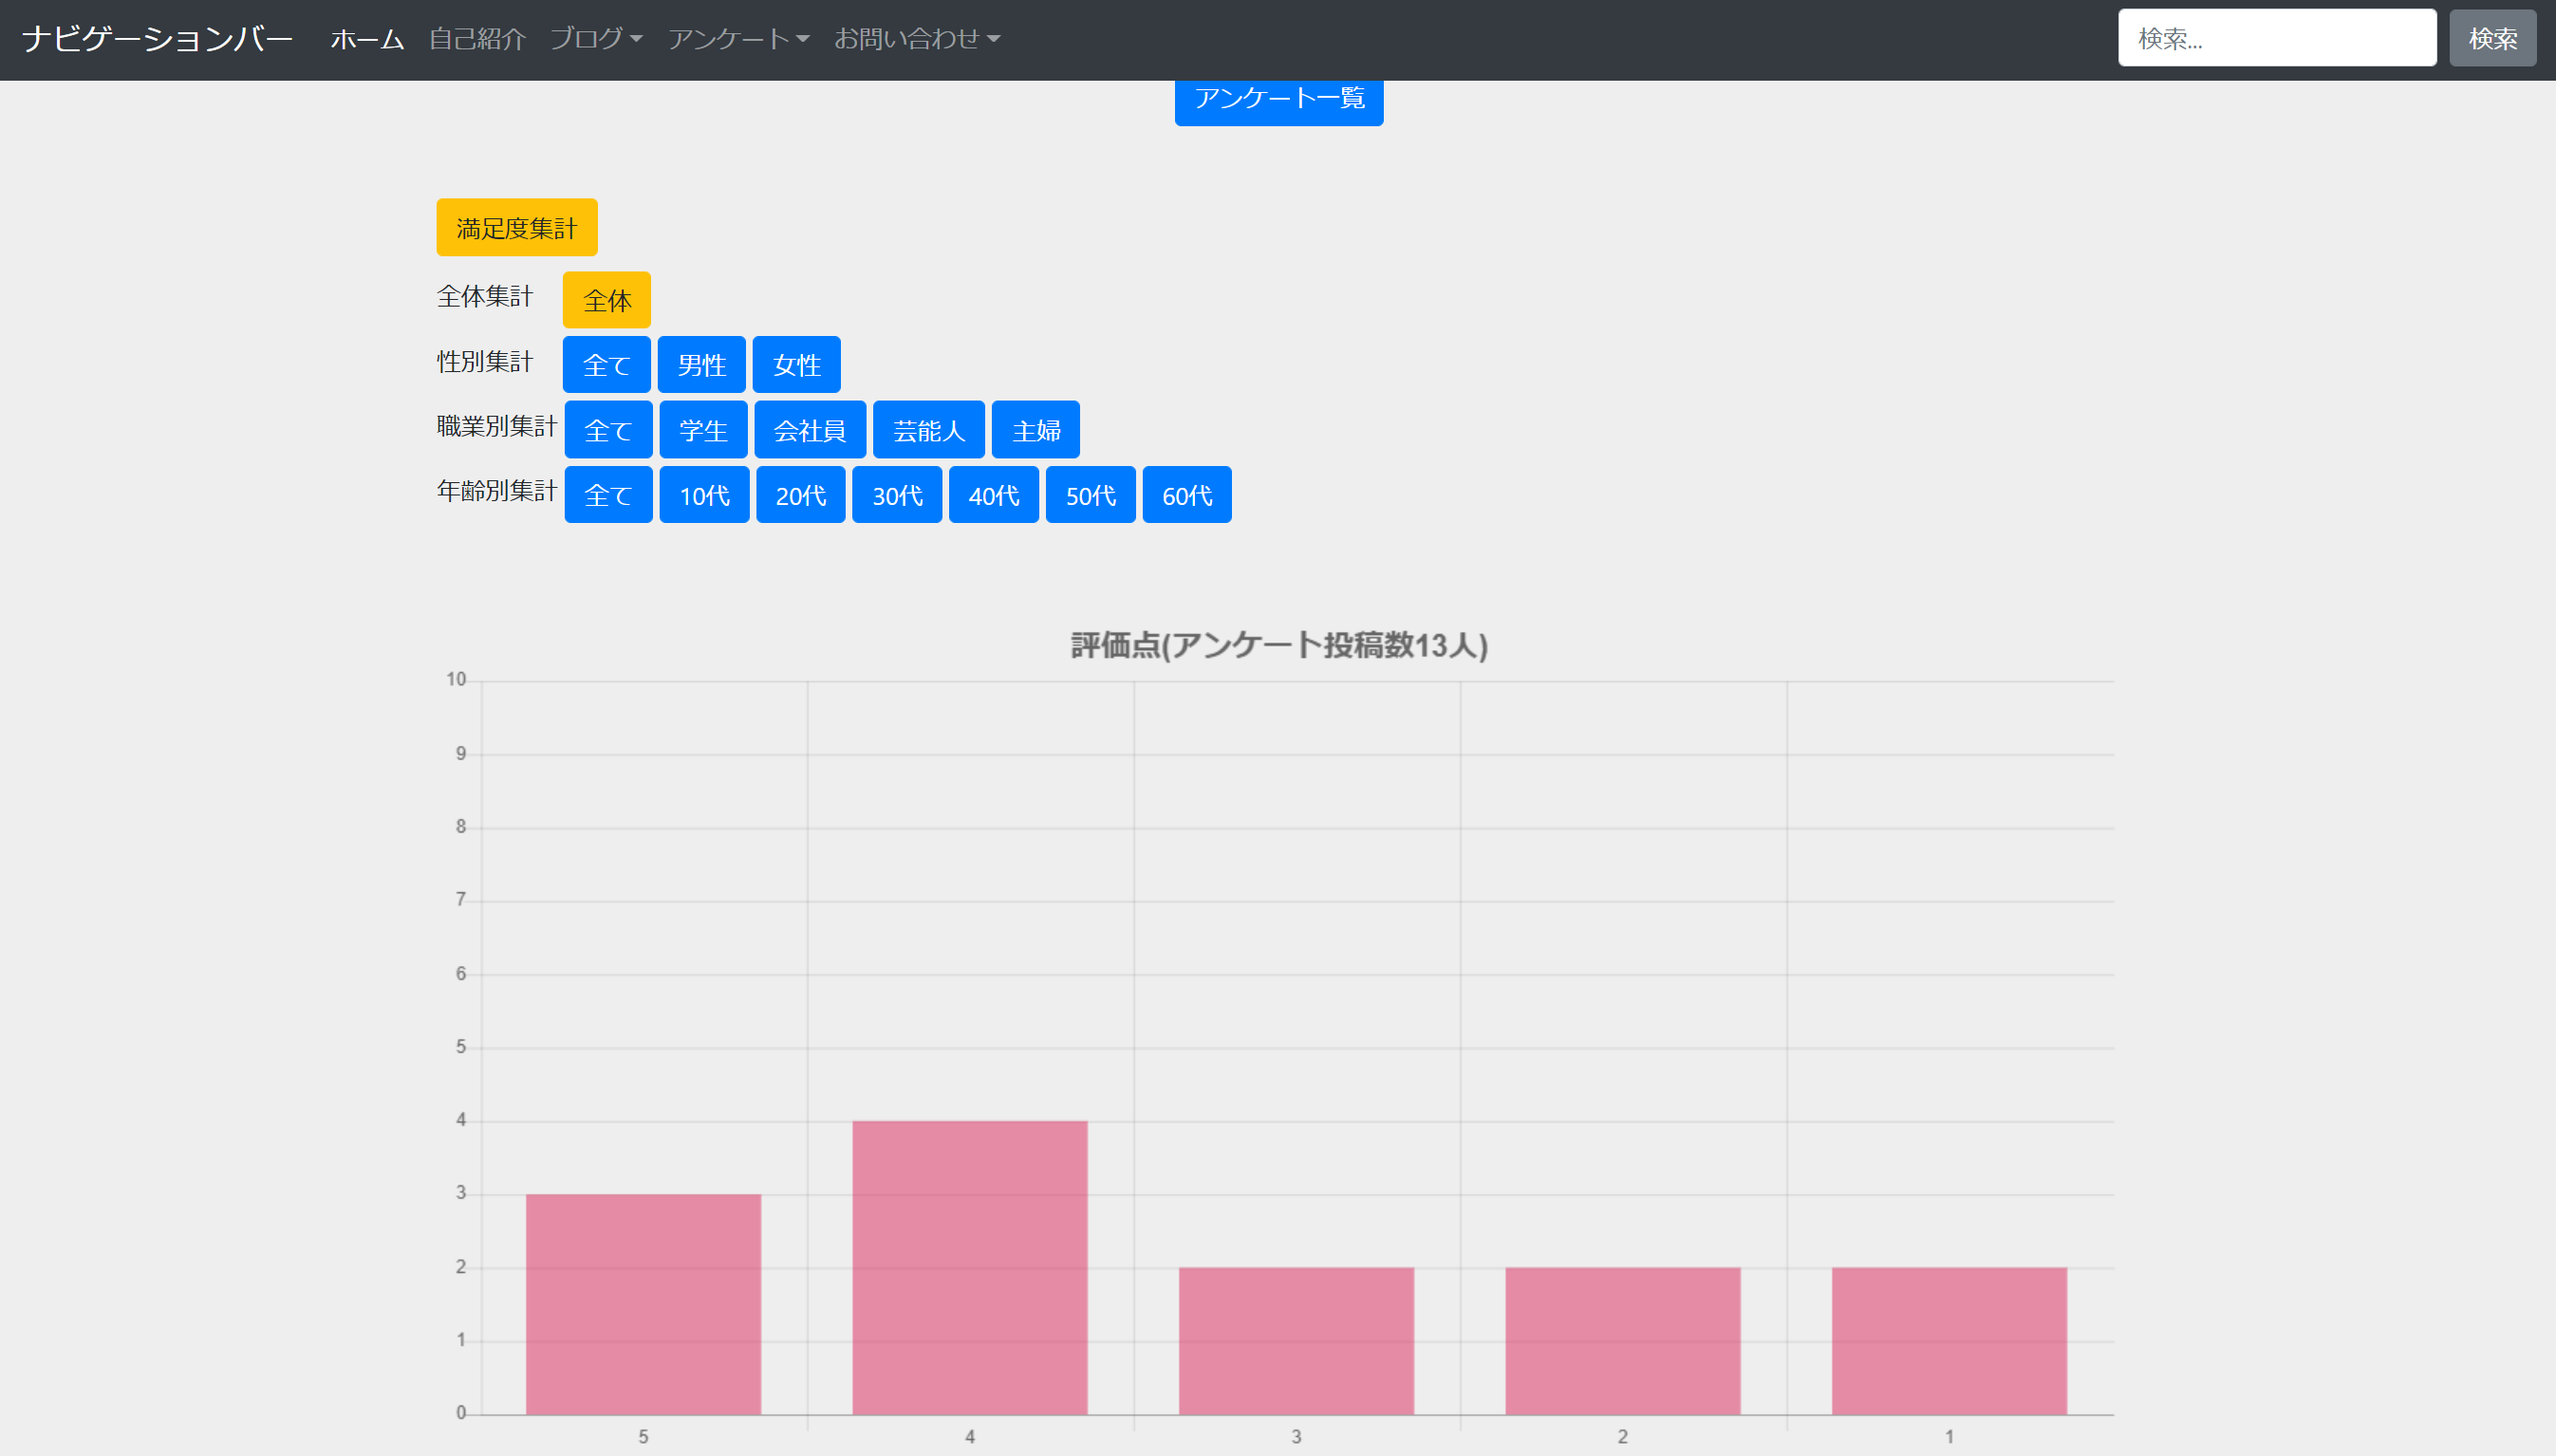 ナビゲーションバー ホーム 自己紹介 ブログ アンケート お問い合わせ 検索... 検索
アンケート一覧
満足度集計
全体集計 全体
性別集計 全て 男性 女性
職業別集計 全て 学生 会社員 芸能人 主婦
年齢別集計 全て 10代 20代 30代 40代 50代 60代
評価点(アンケート投稿数13人)
10
9
8
7
6
5
4
3
2
1
0
5 4 3 2 1